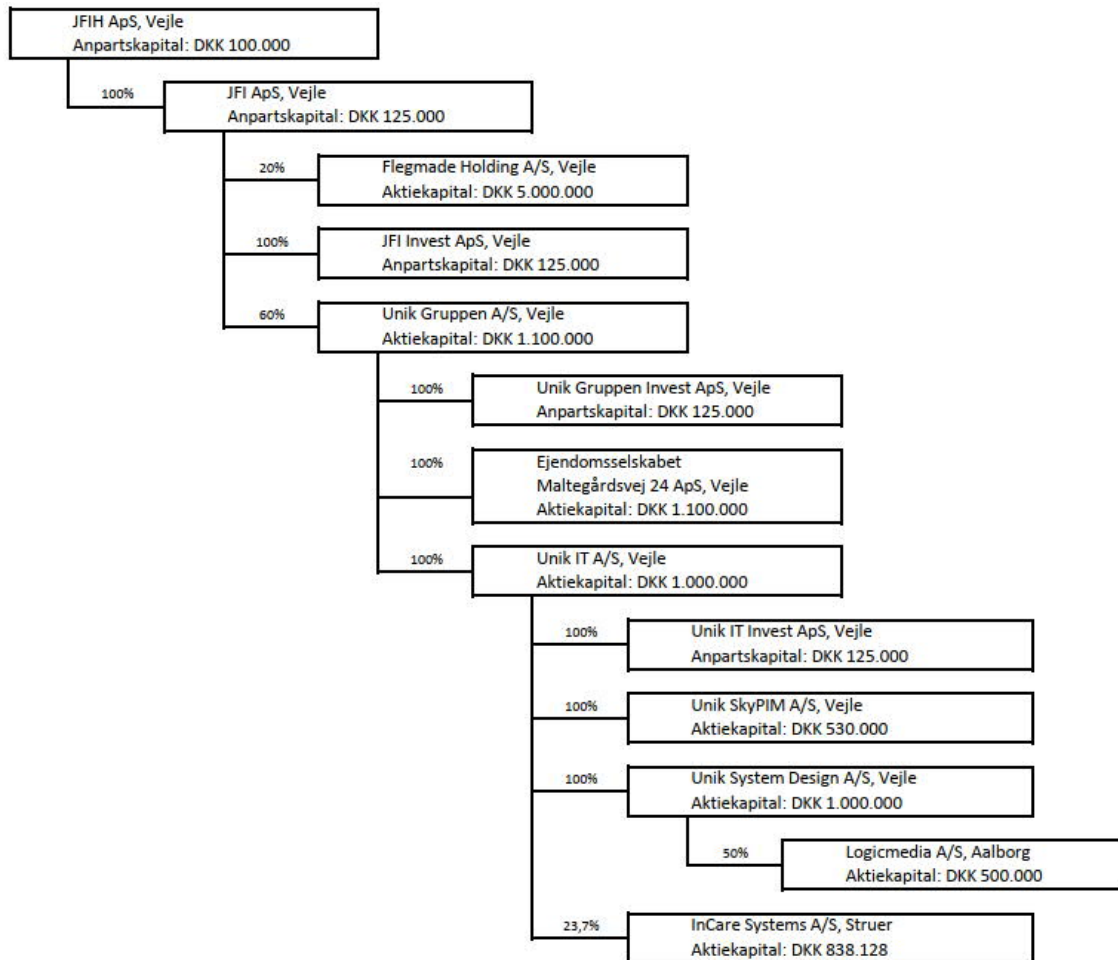 JFIH ApS, Vejle
Anpartskapital: DKK 100.000
100%
JFI ApS, Vejle
Anpartskapital: DKK 125.000
20%
Flegmade Holding A/S, Vejle
Aktiekapital: DKK 5.000.000
100%
JFI Invest ApS, Vejle
Anpartskapital: DKK 125.000
60%
Unik Gruppen A/S, Vejle
Aktiekapital: DKK 1.100.000
100%
Unik Gruppen Invest ApS, Vejle
Anpartskapital: DKK 125.000
100%
Ejendomsselskabet
Maltegårdsvej 24 ApS, Vejle
Aktiekapital: DKK 1.100.000
100%
Unik IT A/S, Vejle
Aktiekapital: DKK 1.000.000
100%
Unik IT Invest ApS, Vejle
Anpartskapital: DKK 125.000
100%
Unik SkyPIM A/S, Vejle
Aktiekapital: DKK 530.000
100%
Unik System Design A/S, Vejle
Aktiekapital: DKK 1.000.000
50%
Logicmedia A/S, Aalborg
Aktiekapital: DKK 500.000
23,7%
InCare Systems A/S, Struer
Aktiekapital: DKK 838.128